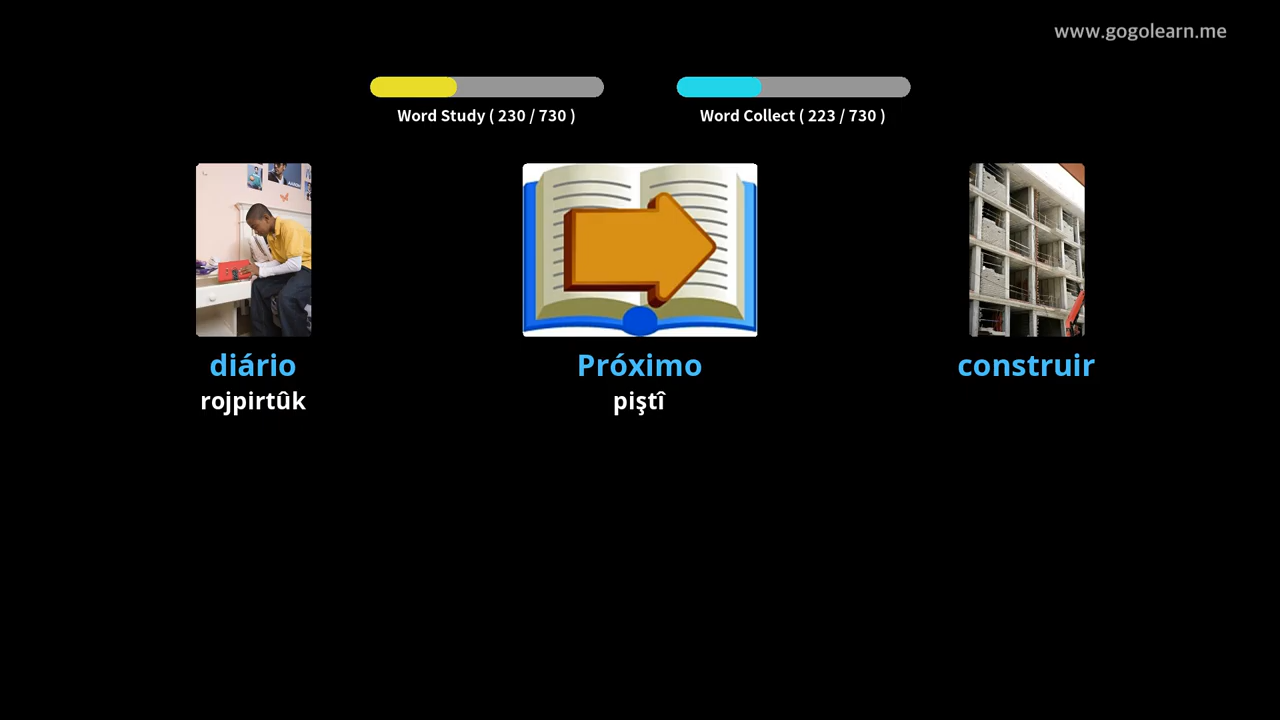 www.gogolearn.me
Word Study ( 230 / 730 )
Word Collect ( 223 / 730 )
diário
rojpirtûk
Próximo
piştî
construir